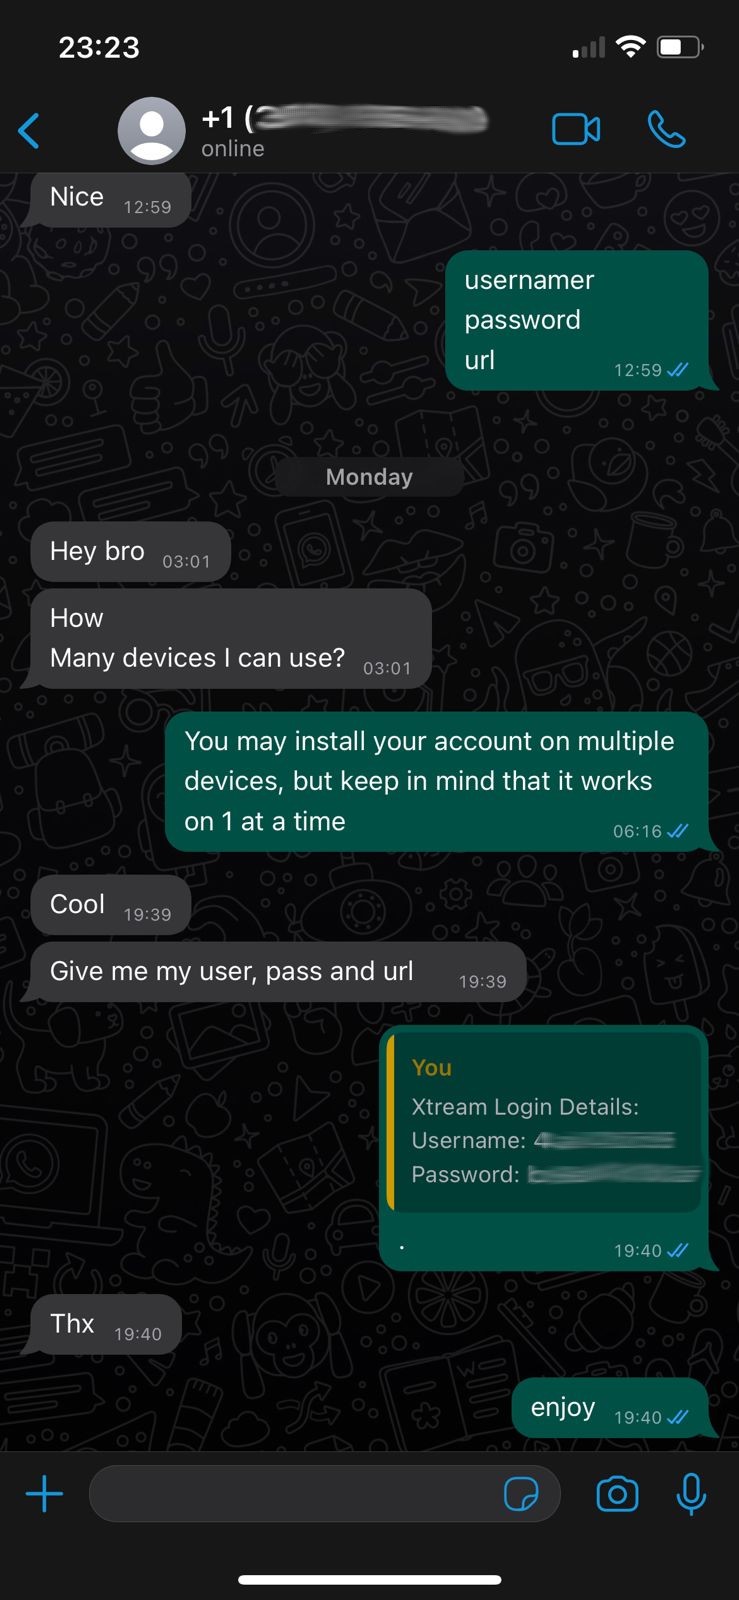 23:23
+1 (
online
Nice 12:59
usernamer
password
url 12:59
Monday
Hey bro 03:01
How
Many devices I can use? 03:01
You may install your account on multiple
devices, but keep in mind that it works
on 1 at a time 06:16
Cool 19:39
Give me my user, pass and url 19:39
You
Xtream Login Details:
Username: 4
Password:
. 19:40
Thx 19:40
enjoy 19:40